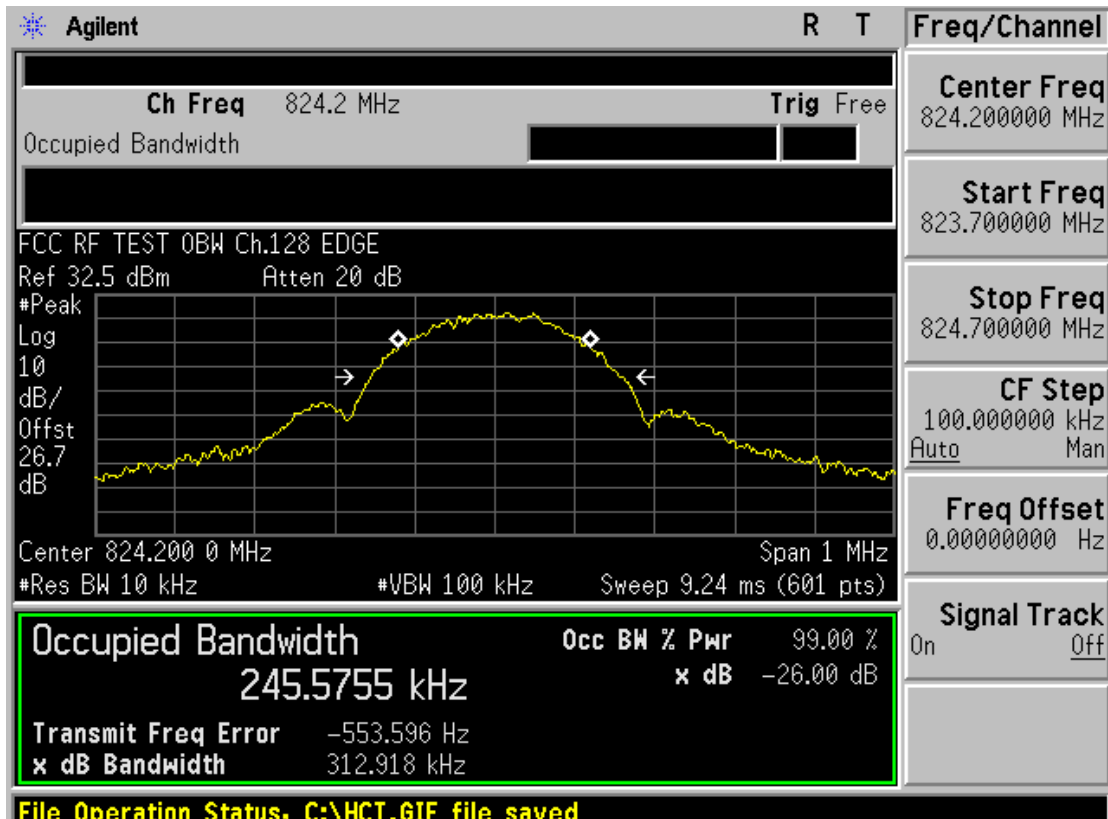 Agilent R T Freq/Channel
Ch Freq 824.2 MHz Trig Free
Occupied Bandwidth
FCC RF TEST OBW Ch.128 EDGE
Ref 32.5 dBm Atten 20 dB
#Peak
Log
10
dB/
Offst
26.7
dB
Center 824.200 0 MHz Span 1 MHz
#Res BW 10 kHz #VBW 100 kHz Sweep 9.24 ms (601 pts)
Occupied Bandwidth Occ BW % Pwr 99.00 %
245.5755 kHz x dB -26.00 dB
Transmit Freq Error -553.596 Hz
x dB Bandwidth 312.918 kHz
File Operation Status, C:\HCT.GIF file saved
Center Freq
824.200000 MHz
Start Freq
823.700000 MHz
Stop Freq
824.700000 MHz
CF Step
100.000000 kHz
Auto Man
Freq Offset
0.00000000 Hz
Signal Track
On Off